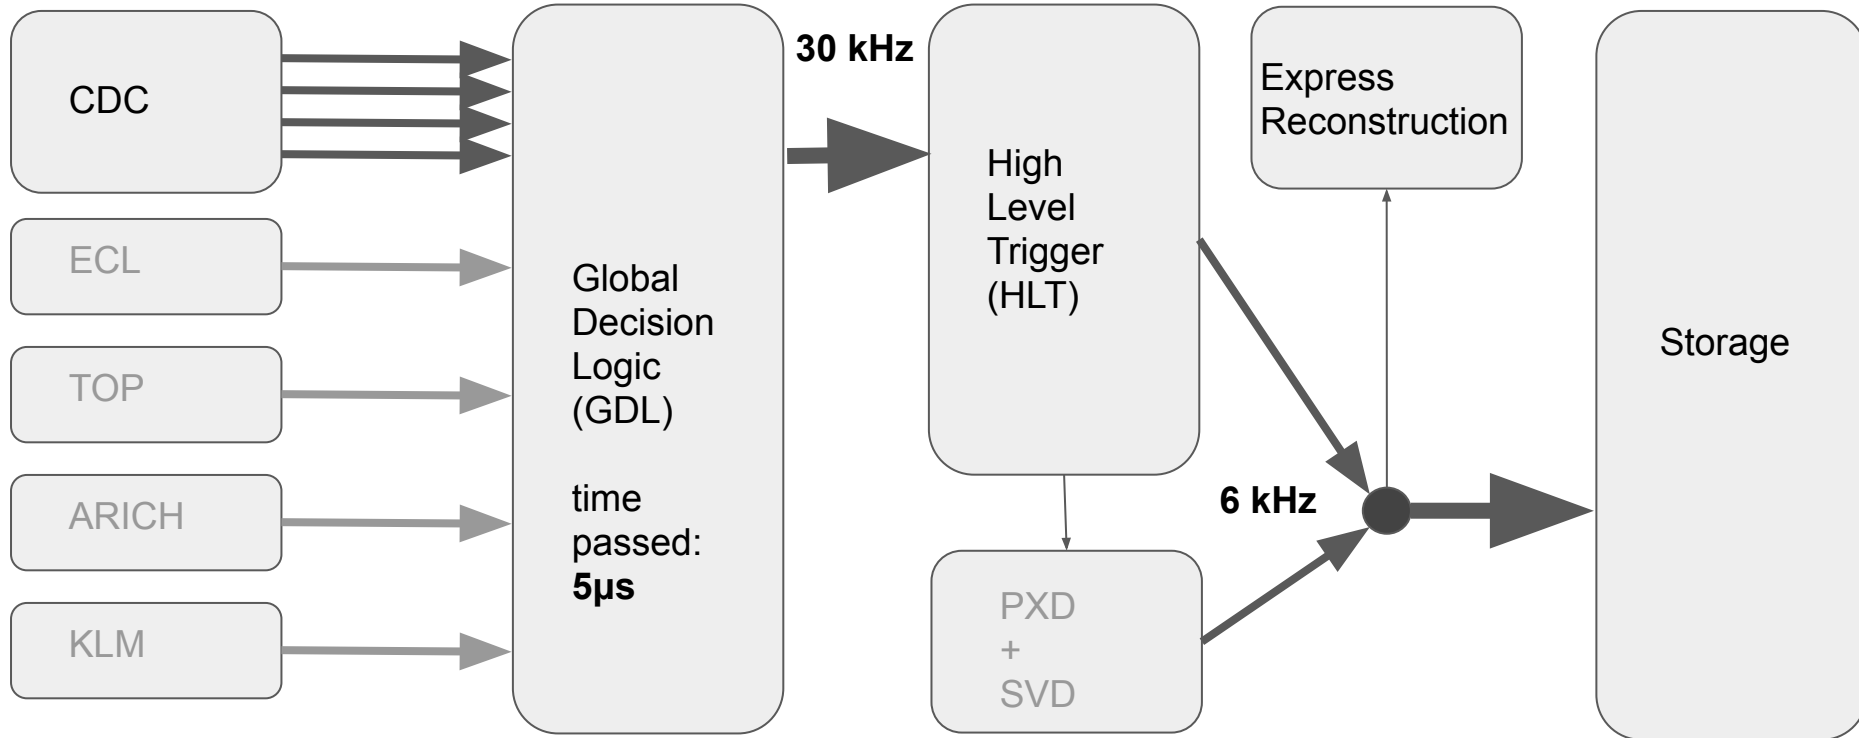 CDC
ECL
TOP
ARICH
KLM
Global
Decision
Logic
(GDL)
time
passed:
5µs
30 kHz
High
Level
Trigger
(HLT)
PXD
+
SVD
6 kHz
Express
Reconstruction
Storage